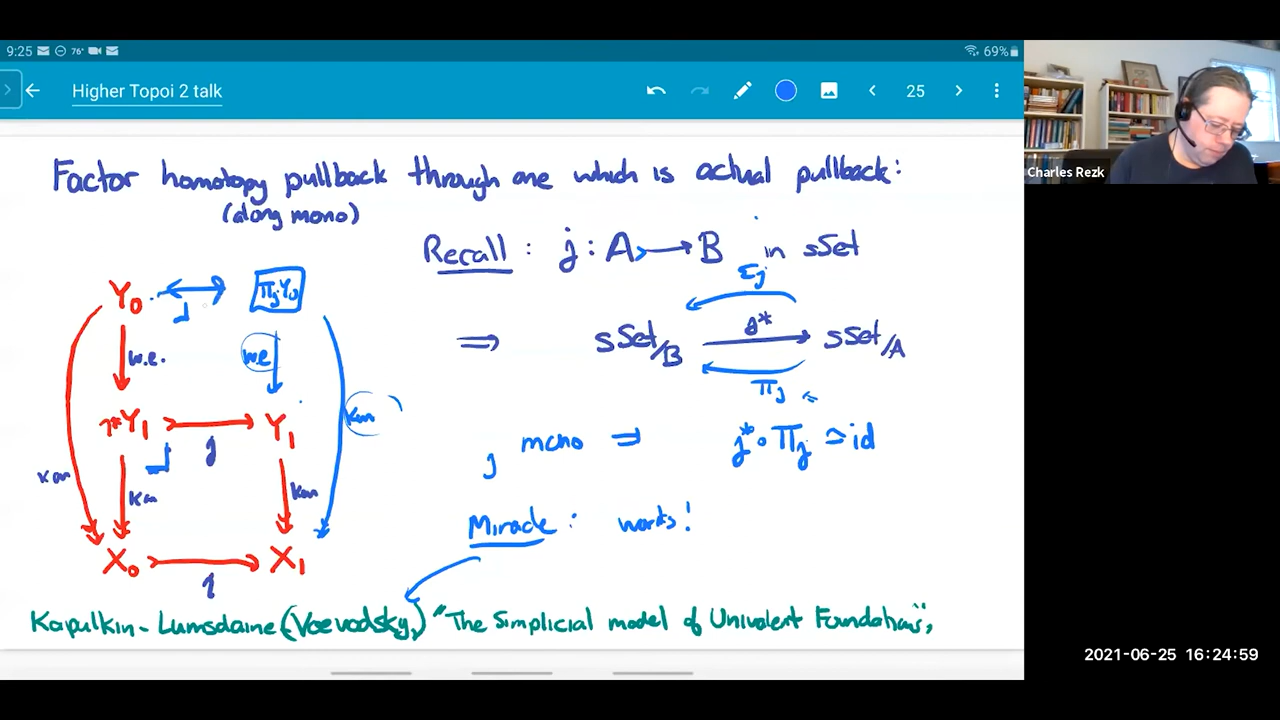 9:25 76° 69%
Higher Topoi 2 talk
25
Charles Rezk
Factor homotopy pullback through one which is actual pullback:
(along mono)
Recall: j: A → B in sSet
Y₀ Π_jY₀
Σ_j
w.e. w.e
⇒ sSet/B j* sSet/A
Π_j
j*Y₁ j Y₁
Kan
j mono ⇒ j* ∘ Π_j ≃ id
Kan Kan Kan
Miracle: works!
X₀ X₁
j
Kapulkin-Lumsdaine (-Voevodsky,) "The Simplicial model of Univalent Foundations",
2021-06-25 16:24:59